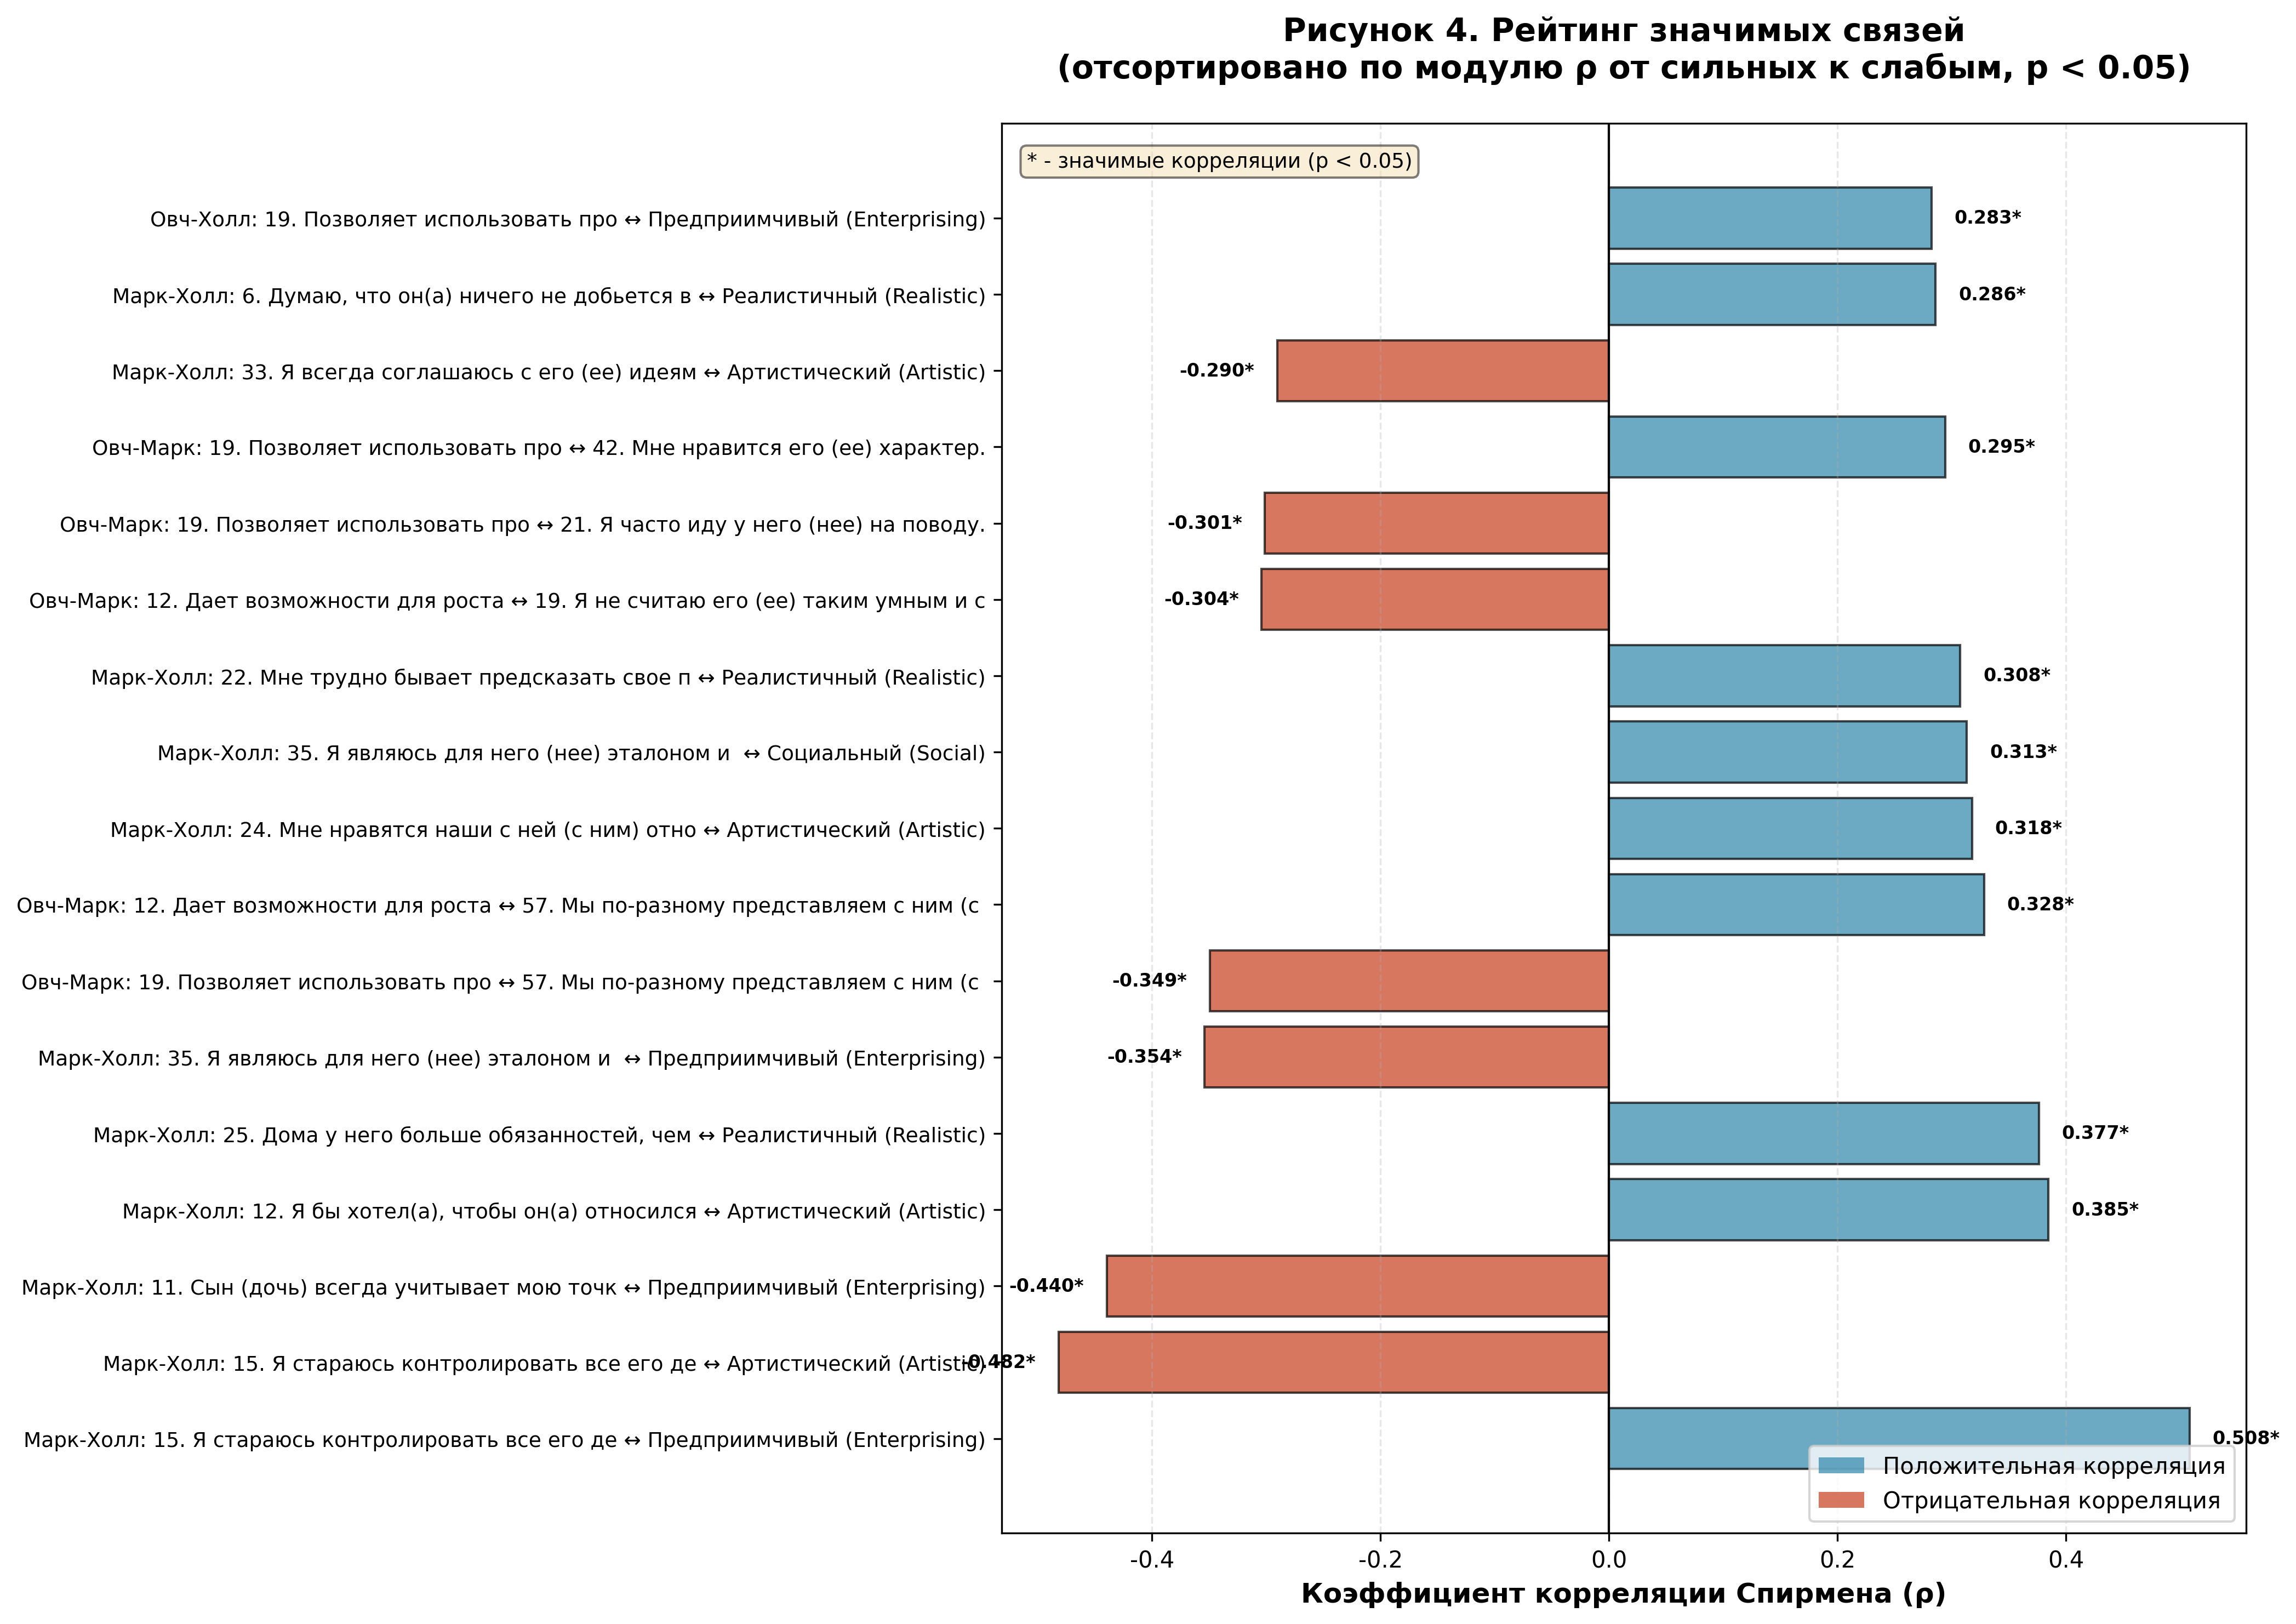 Рисунок 4. Рейтинг значимых связей
(отсортировано по модулю ρ от сильных к слабым, p < 0.05)
* - значимые корреляции (p < 0.05)
Овч-Холл: 19. Позволяет использовать про ↔ Предприимчивый (Enterprising)
0.283*
Марк-Холл: 6. Думаю, что он(а) ничего не добьется в ↔ Реалистичный (Realistic)
0.286*
Марк-Холл: 33. Я всегда соглашаюсь с его (ее) идеям ↔ Артистический (Artistic)
-0.290*
Овч-Марк: 19. Позволяет использовать про ↔ 42. Мне нравится его (ее) характер.
0.295*
Овч-Марк: 19. Позволяет использовать про ↔ 21. Я часто иду у него (нее) на поводу.
-0.301*
Овч-Марк: 12. Дает возможности для роста ↔ 19. Я не считаю его (ее) таким умным и с
-0.304*
Марк-Холл: 22. Мне трудно бывает предсказать свое п ↔ Реалистичный (Realistic)
0.308*
Марк-Холл: 35. Я являюсь для него (нее) эталоном и ↔ Социальный (Social)
0.313*
Марк-Холл: 24. Мне нравятся наши с ней (с ним) отно ↔ Артистический (Artistic)
0.318*
Овч-Марк: 12. Дает возможности для роста ↔ 57. Мы по-разному представляем с ним (с
0.328*
Овч-Марк: 19. Позволяет использовать про ↔ 57. Мы по-разному представляем с ним (с
-0.349*
Марк-Холл: 35. Я являюсь для него (нее) эталоном и ↔ Предприимчивый (Enterprising)
-0.354*
Марк-Холл: 25. Дома у него больше обязанностей, чем ↔ Реалистичный (Realistic)
0.377*
Марк-Холл: 12. Я бы хотел(а), чтобы он(а) относился ↔ Артистический (Artistic)
0.385*
Марк-Холл: 11. Сын (дочь) всегда учитывает мою точк ↔ Предприимчивый (Enterprising)
-0.440*
Марк-Холл: 15. Я стараюсь контролировать все его де ↔ Артистический (Artistic)
-0.482*
Марк-Холл: 15. Я стараюсь контролировать все его де ↔ Предприимчивый (Enterprising)
0.508*
Положительная корреляция
Отрицательная корреляция
-0.4 -0.2 0.0 0.2 0.4
Коэффициент корреляции Спирмена (ρ)